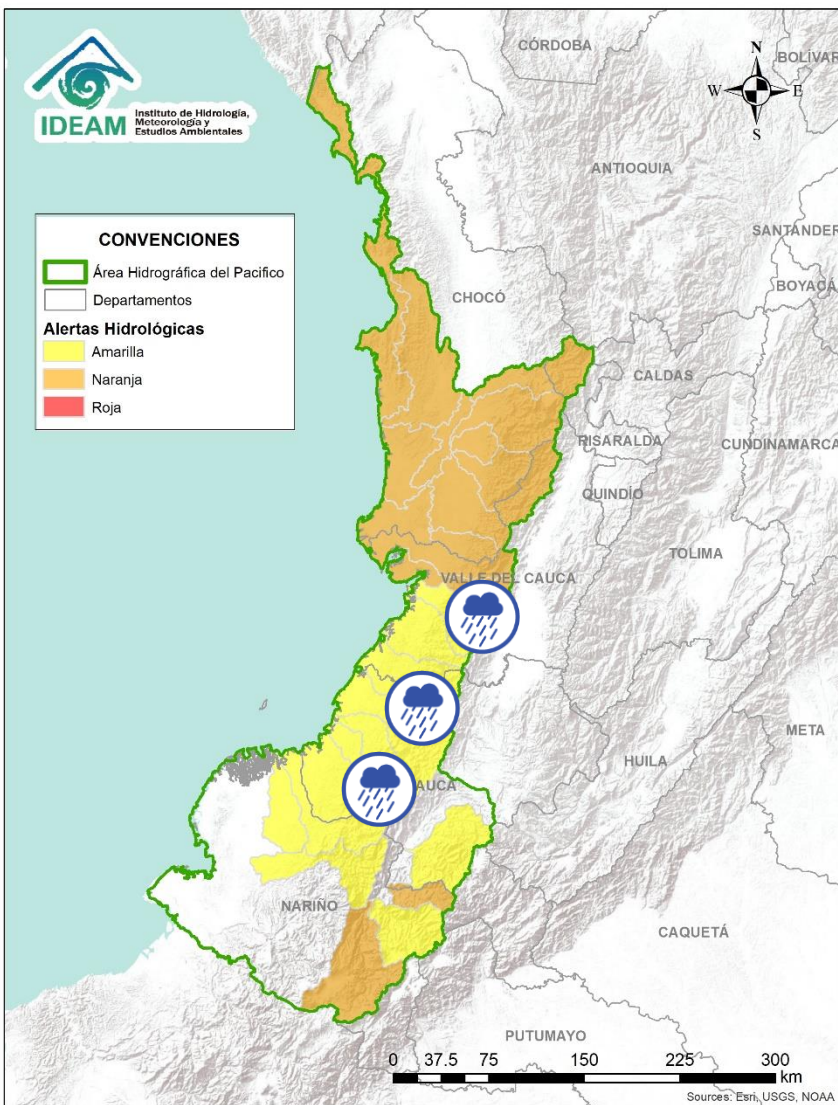 IDEAM
Instituto de Hidrología,
Meteorología y
Estudios Ambientales
CÓRDOBA
BOLÍVAR
N
W
E
S
ANTIOQUIA
SANTANDER
BOYACÁ
CONVENCIONES
Área Hidrográfica del Pacifico
Departamentos
Alertas Hidrológicas
Amarilla
Naranja
Roja
CHOCÓ
CALDAS
RISARALDA
CUNDINAMARCA
QUINDÍO
TOLIMA
VALLE DEL CAUCA
META
HUILA
AUCA
NARIÑO
CAQUETÁ
PUTUMAYO
0 37.5 75 150 225 300
km
Sources: Esri, USGS, NOAA